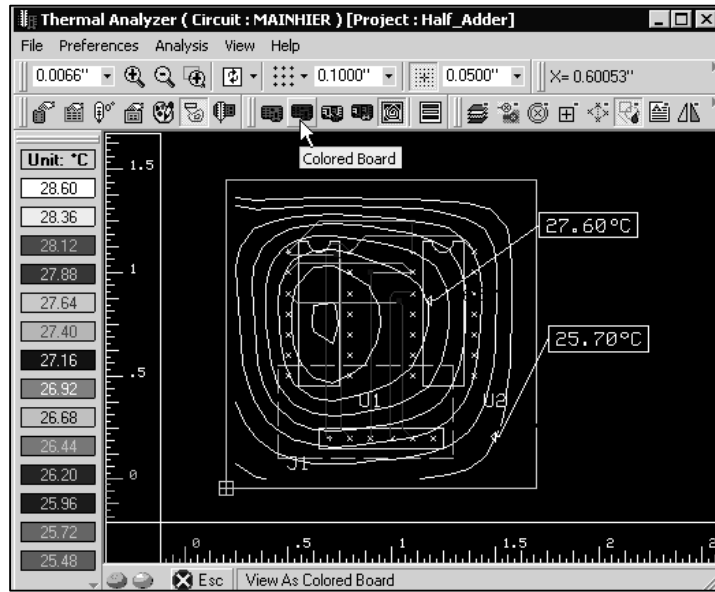 Thermal Analyzer ( Circuit : MAINHIER ) [Project : Half_Adder]
File Preferences Analysis View Help
0.0066" 0.1000" 0.0500" X= 0.60053"
Colored Board
Unit: °C
28.60
28.36
28.12
27.88
27.64
27.40
27.16
26.92
26.68
26.44
26.20
25.96
25.72
25.48
1.5
1
.5
0
27.60°C
25.70°C
U1 U2
J1
0 .5 1 1.5 2
Esc View As Colored Board